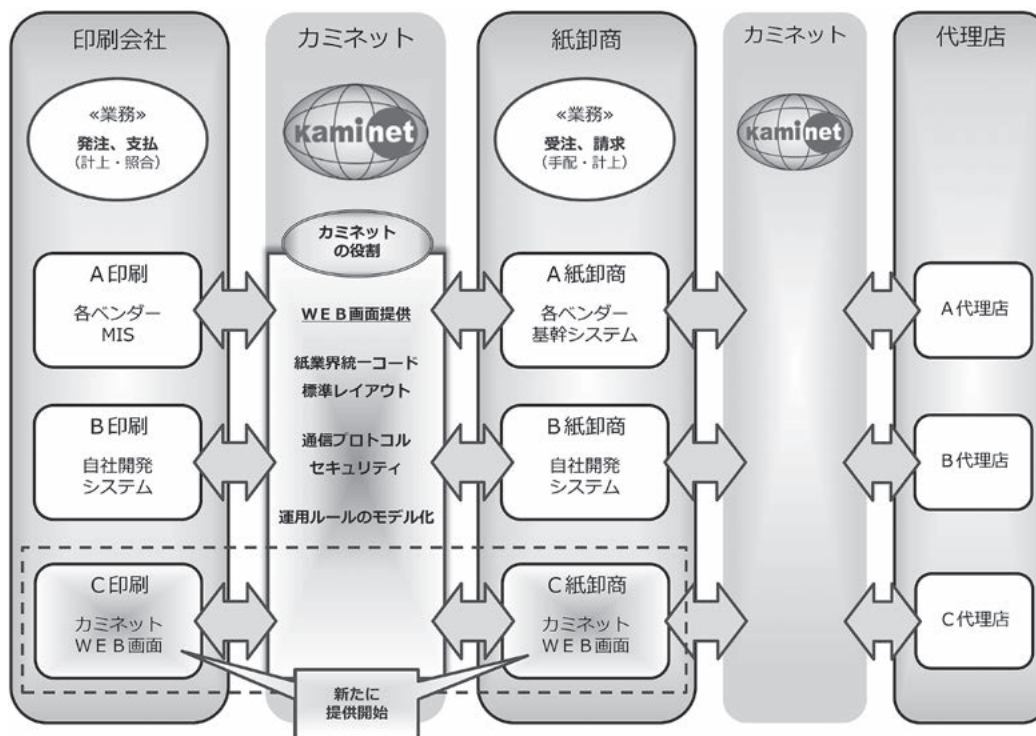 印刷会社
«業務»
発注、支払
(計上・照合)
A印刷
各ベンダー
MIS
B印刷
自社開発
システム
C印刷
カミネット
WEB画面
カミネット
kaminet
カミネット
の役割
WEB画面提供
紙業界統一コード
標準レイアウト
通信プロトコル
セキュリティ
運用ルールのモデル化
新たに
提供開始
紙卸商
«業務»
受注、請求
(手配・計上)
A紙卸商
各ベンダー
基幹システム
B紙卸商
自社開発
システム
C紙卸商
カミネット
WEB画面
カミネット
kaminet
代理店
A代理店
B代理店
C代理店